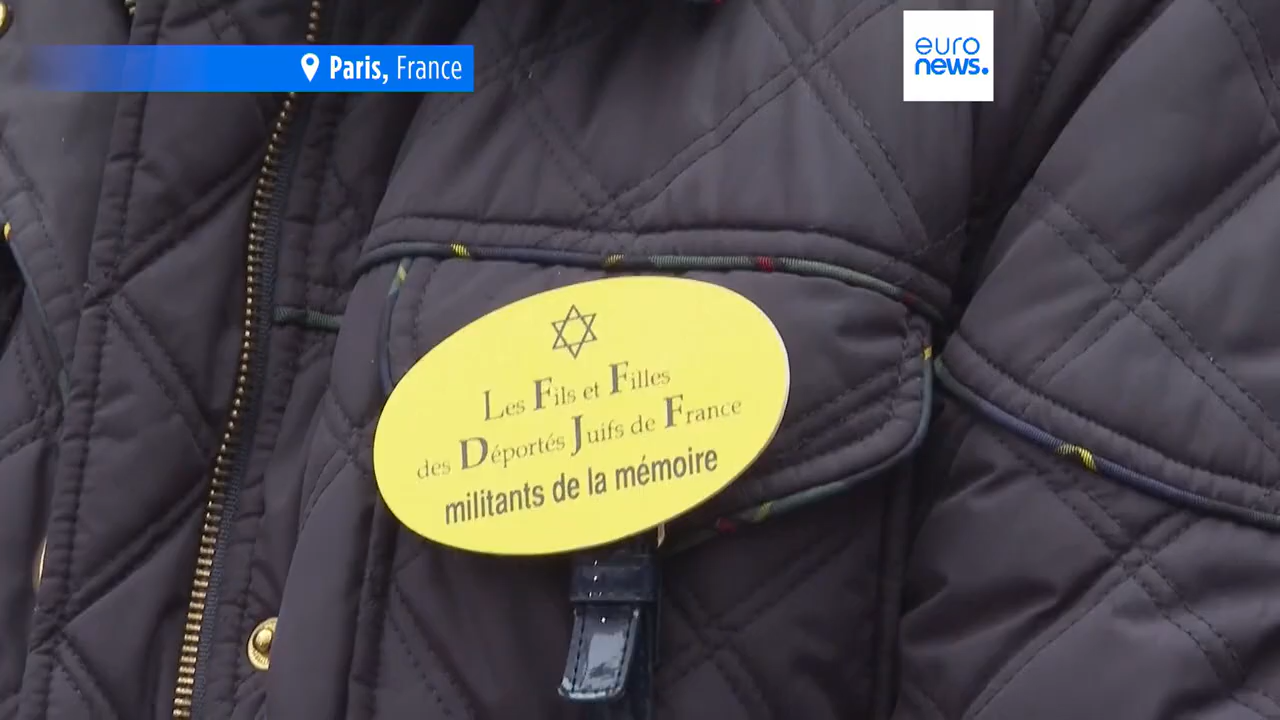 Paris, France
euro
news.
Les Fils et Filles
des Déportés Juifs de France
militants de la mémoire